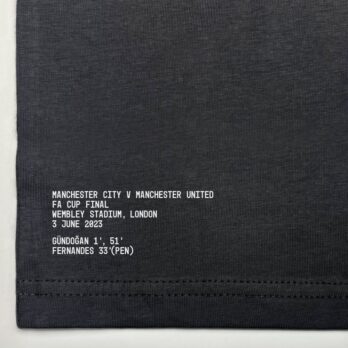 MANCHESTER CITY V MANCHESTER UNITED
FA CUP FINAL
WEMBLEY STADIUM, LONDON
3 JUNE 2023
GÜNDOĞAN 1', 51'
FERNANDES 33'(PEN)